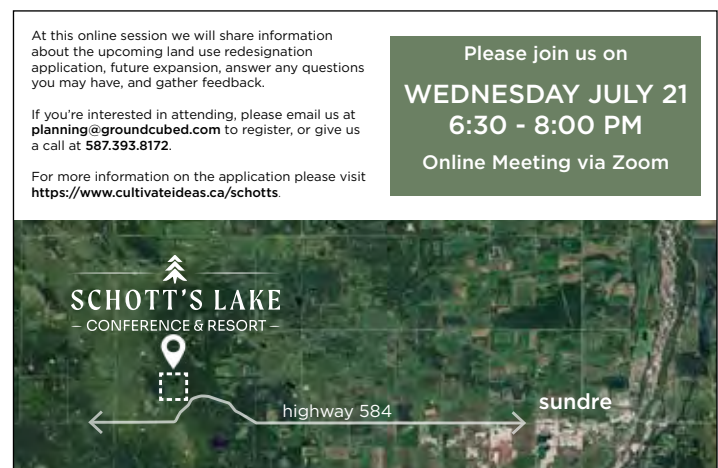 At this online session we will share information
about the upcoming land use redesignation
application, future expansion, answer any questions
you may have, and gather feedback.
If you're interested in attending, please email us at
planning@groundcubed.com to register, or give us
a call at 587.393.8172.
For more information on the application please visit
https://www.cultivateideas.ca/schotts.
Please join us on
WEDNESDAY JULY 21
6:30 - 8:00 PM
Online Meeting via Zoom
SCHOTT'S LAKE
– CONFERENCE & RESORT –
highway 584
sundre